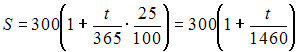 S = 300(1 + t/365 · 25/100) = 300(1 + t/1460)